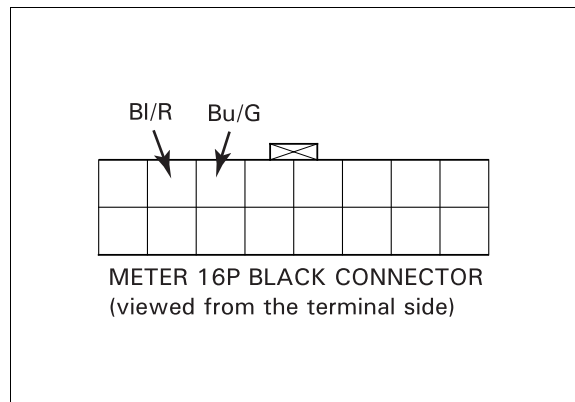 Bl/R Bu/G
METER 16P BLACK CONNECTOR
(viewed from the terminal side)